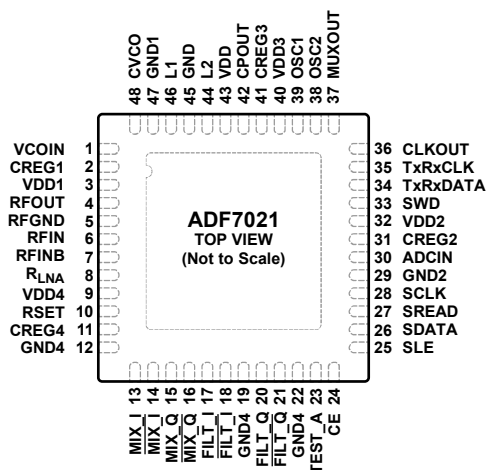 48 CVCO
47 GND1
46 L1
45 GND
44 L2
43 VDD
42 CPOUT
41 CREG3
40 VDD3
39 OSC1
38 OSC2
37 MUXOUT
VCOIN 1
CREG1 2
VDD1 3
RFOUT 4
RFGND 5
RFIN 6
RFINB 7
RLNA 8
VDD4 9
RSET 10
CREG4 11
GND4 12
ADF7021
TOP VIEW
(Not to Scale)
36 CLKOUT
35 TxRxCLK
34 TxRxDATA
33 SWD
32 VDD2
31 CREG2
30 ADCIN
29 GND2
28 SCLK
27 SREAD
26 SDATA
25 SLE
MIX_I 13
MIX_I 14
MIX_Q 15
MIX_Q 16
FILT_I 17
FILT_I 18
GND4 19
FILT_Q 20
FILT_Q 21
GND4 22
TEST_A 23
CE 24